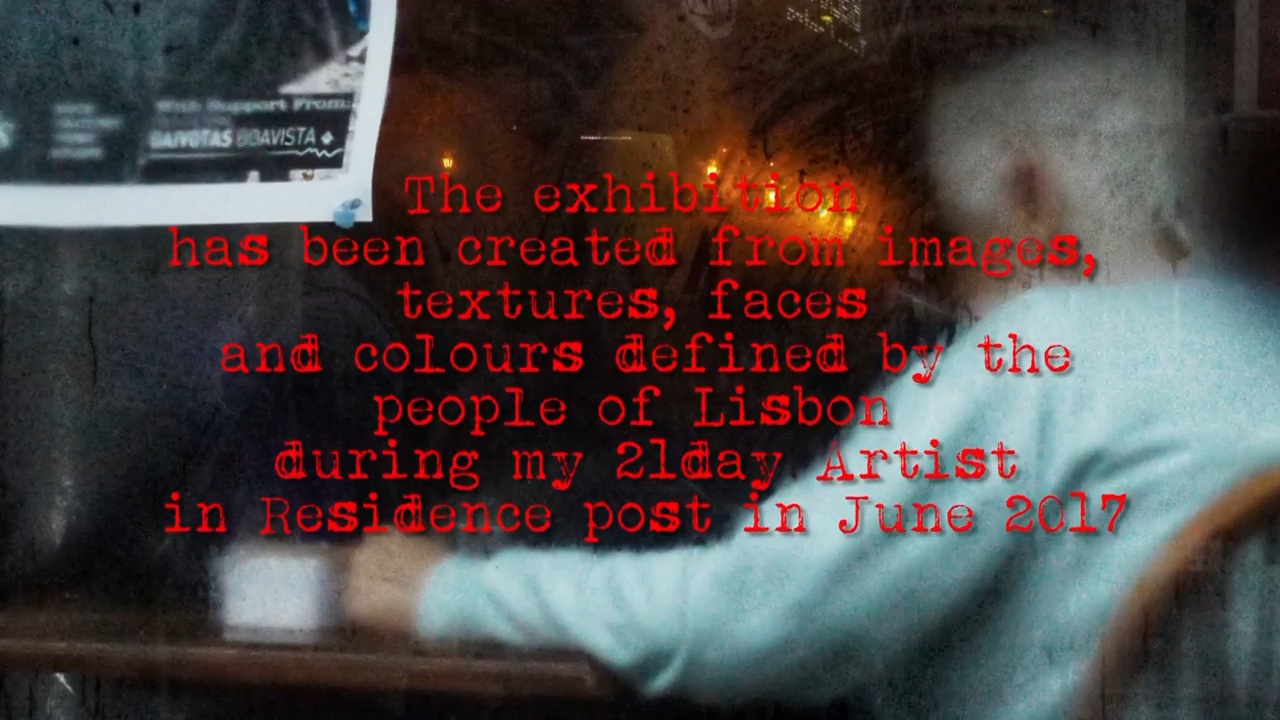 With Support From:
GAIVOTAS BOAVISTA
The exhibition
has been created from images,
textures, faces
and colours defined by the
people of Lisbon
during my 21day Artist
in Residence post in June 2017